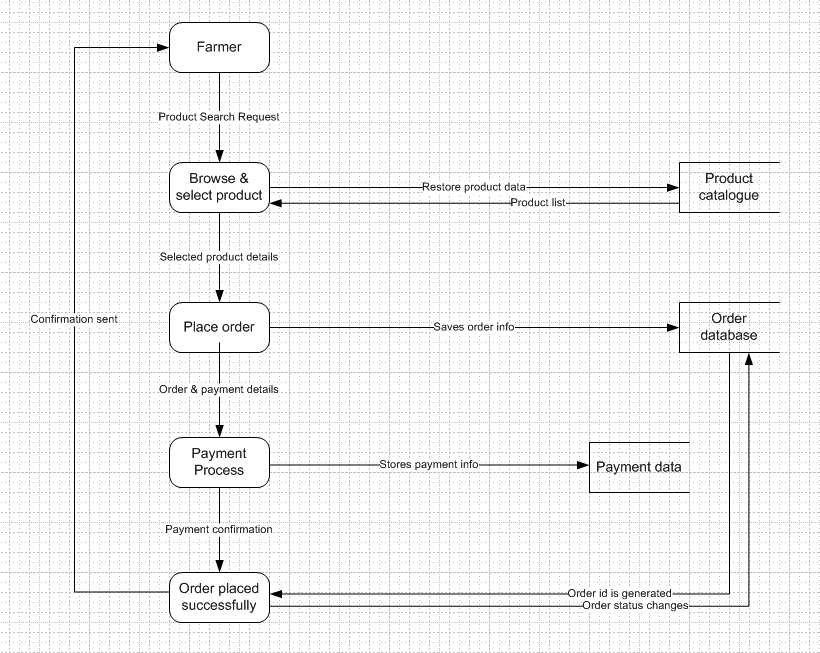 Farmer
Product Search Request
Browse &
select product
Restore product data
Product list
Product
catalogue
Selected product details
Confirmation sent
Place order
Saves order info
Order
database
Order & payment details
Payment
Process
Stores payment info
Payment data
Payment confirmation
Order placed
successfully
Order id is generated
Order status changes